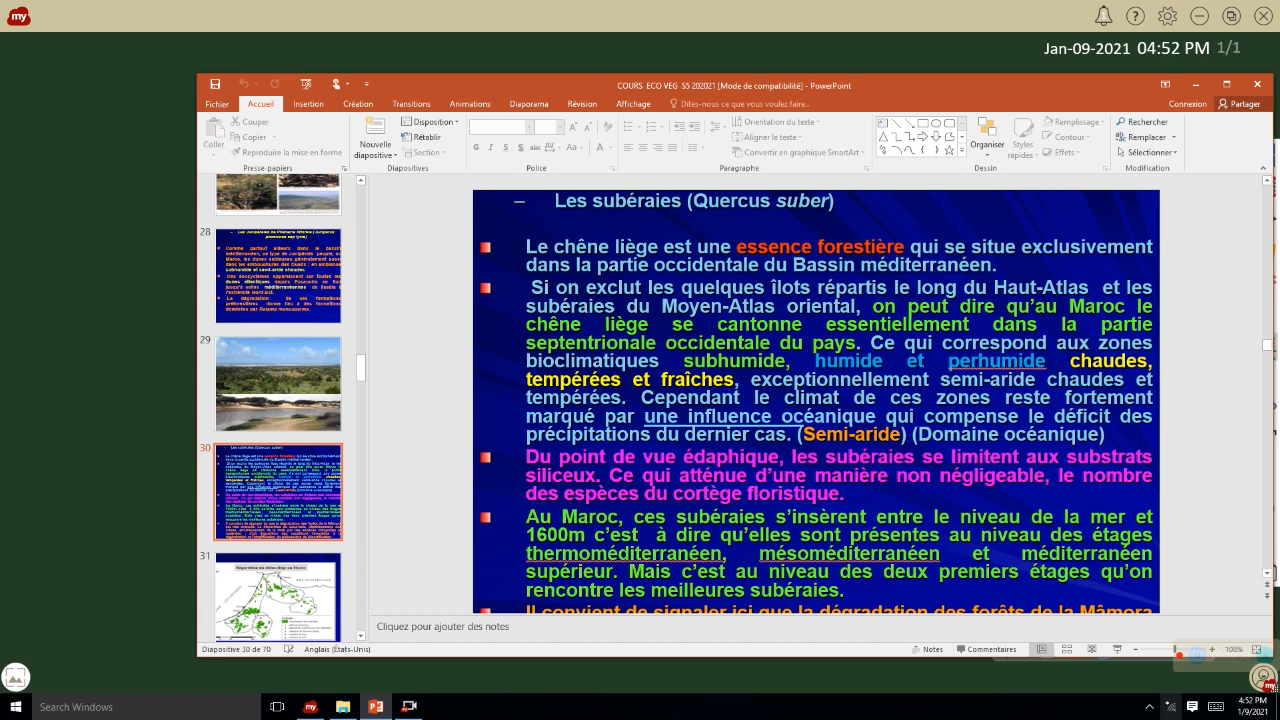 my
Jan-09-2021 04:52 PM 1/1
COURS ECO VEG S5 202021 [Mode de compatibilité] - PowerPoint
Fichier Accueil Insertion Création Transitions Animations Diaporama Révision Affichage Dites-nous ce que vous voulez faire.. Connexion Partager
Coller
Couper
Copier
Reproduire la mise en forme
Presse-papiers
Nouvelle diapositive
Disposition
Rétablir
Section
Diapositives
Police
Orientation du texte
Aligner le texte
Convertir en graphique SmartArt
Paragraphe
Organiser
Styles rapides
Remplissage
Contour
Effets
Dessin
Rechercher
Remplacer
Sélectionner
Modification
28
29
30
31
– Les subéraies (Quercus suber)
Le chêne liège est une essence forestière qui se situe exclusivement
dans la partie occidentale du Bassin méditerranéen.
Si on exclut les quelques îlots répartis le long du Haut-Atlas et les
subéraies du Moyen-Atlas oriental, on peut dire qu'au Maroc le
chêne liège se cantonne essentiellement dans la partie
septentrionale occidentale du pays. Ce qui correspond aux zones
bioclimatiques subhumide, humide et perhumide chaudes,
tempérées et fraîches, exceptionnellement semi-aride chaudes et
tempérées. Cependant le climat de ces zones reste fortement
marqué par une influence océanique qui compense le déficit des
précipitations au dernier cas. (Semi-aride) (Domaine océanique)
Du point de vue édaphique les subéraies se limitent aux substrats
siliceux. Ce qui réduit d'une manière non négligeable, le nombre
des espèces du cortège floristique.
Au Maroc, ces subéraies s'insèrent entre le niveau de la mer et
1600m c'est à dire qu'elles sont présentes au niveau des étages
thermoméditerranéen, mésoméditerranéen et méditerranéen
supérieur. Mais c'est au niveau des deux premiers étages qu'on
rencontre les meilleures subéraies.
Il convient de signaler ici que la dégradation des forêts de la Mâmora
Cliquez pour ajouter des notes
Diapositive 30 de 70 Anglais (États-Unis) Notes Commentaires 108%
Search Windows
4:52 PM
1/9/2021